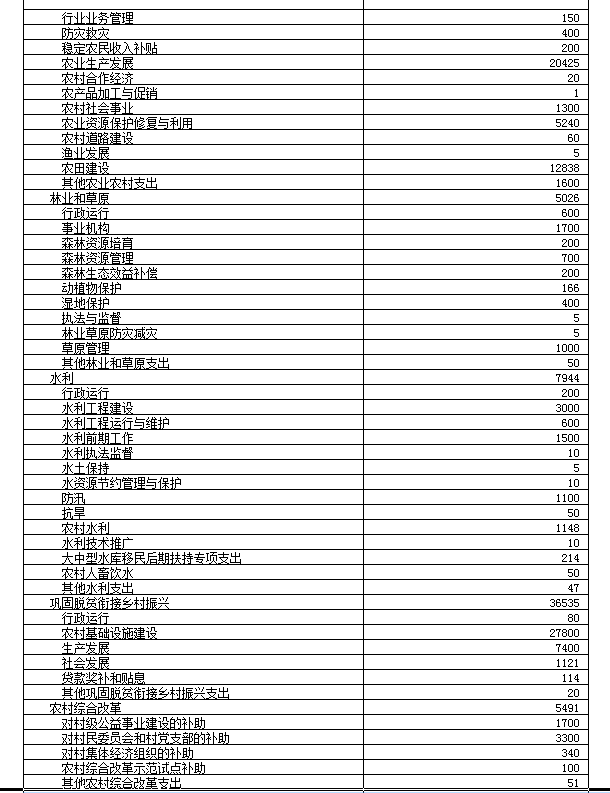 行业业务管理 150
防灾救灾 400
稳定农民收入补贴 200
农业生产发展 20425
农村合作经济 20
农产品加工与促销 1
农村社会事业 1300
农业资源保护修复与利用 5240
农村道路建设 60
渔业发展 5
农田建设 12838
其他农业农村支出 1600
林业和草原 5026
行政运行 600
事业机构 1700
森林资源培育 200
森林资源管理 700
森林生态效益补偿 200
动植物保护 166
湿地保护 400
执法与监督 5
林业草原防灾减灾 5
草原管理 1000
其他林业和草原支出 50
水利 7944
行政运行 200
水利工程建设 3000
水利工程运行与维护 600
水利前期工作 1500
水利执法监督 10
水土保持 5
水资源节约管理与保护 10
防汛 1100
抗旱 50
农村水利 1148
水利技术推广 10
大中型水库移民后期扶持专项支出 214
农村人畜饮水 50
其他水利支出 47
巩固脱贫衔接乡村振兴 36535
行政运行 80
农村基础设施建设 27800
生产发展 7400
社会发展 1121
贷款奖补和贴息 114
其他巩固脱贫衔接乡村振兴支出 20
农村综合改革 5491
对村级公益事业建设的补助 1700
对村民委员会和村党支部的补助 3300
对村集体经济组织的补助 340
农村综合改革示范试点补助 100
其他农村综合改革支出 51